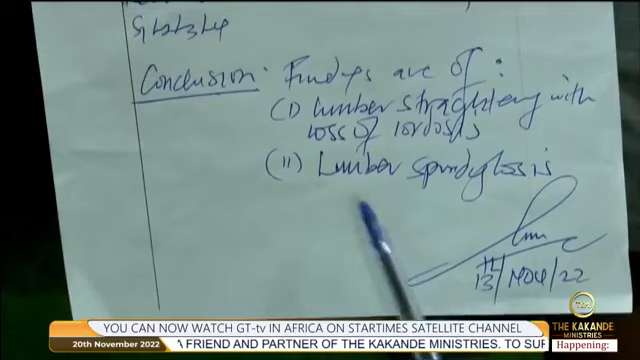 Conclusion: Findings are of:
(i) lumber straightening with
loss of lordosis
(ii) Lumber spondylosis
13th/Nov/22
YOU CAN NOW WATCH GT-tv IN AFRICA ON STARTIMES SATELLITE CHANNEL
20th November 2022
A FRIEND AND PARTNER OF THE KAKANDE MINISTRIES. TO SUP
THE KAKANDE
MINISTRIES
Happening: